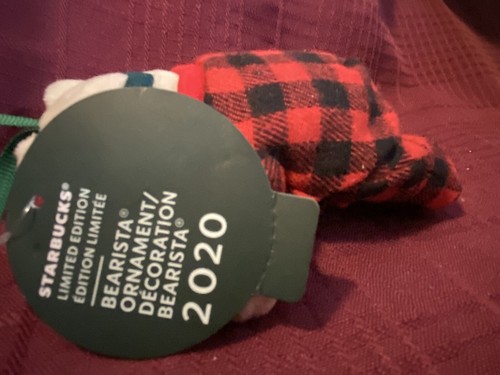 STARBUCKS®
LIMITED EDITION
ÉDITION LIMITÉE
BEARISTA®
ORNAMENT/
DÉCORATION
BEARISTA®
2020